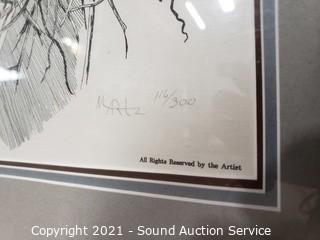 116/300
All Rights Reserved by the Artist
Copyright 2021 - Sound Auction Service